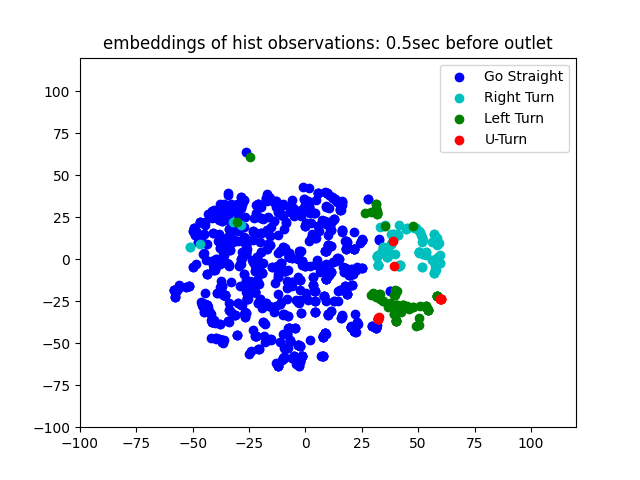 embeddings of hist observations: 0.5sec before outlet
Go Straight
Right Turn
Left Turn
U-Turn
100
75
50
25
0
−25
−50
−75
−100
−100 −75 −50 −25 0 25 50 75 100